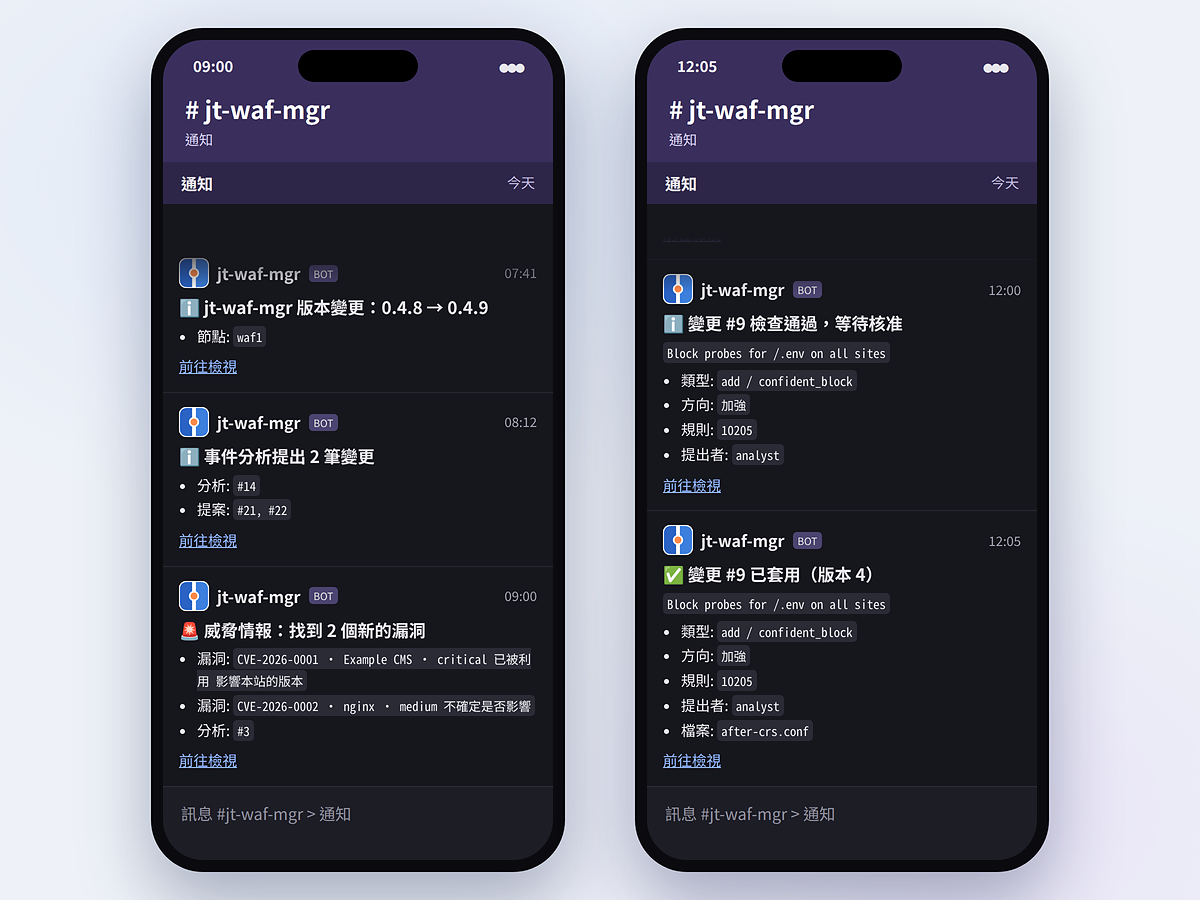 09:00
# jt-waf-mgr
通知
通知 今天
jt-waf-mgr BOT 07:41
ℹ️ jt-waf-mgr 版本變更：0.4.8 → 0.4.9
• 節點: waf1
前往檢視
jt-waf-mgr BOT 08:12
ℹ️ 事件分析提出 2 筆變更
• 分析: #14
• 提案: #21, #22
前往檢視
jt-waf-mgr BOT 09:00
🚨 威脅情報：找到 2 個新的漏洞
• 漏洞: CVE-2026-0001 · Example CMS · critical 已被利
用 影響本站的版本
• 漏洞: CVE-2026-0002 · nginx · medium 不確定是否影響
• 分析: #3
前往檢視
訊息 #jt-waf-mgr > 通知
12:05
# jt-waf-mgr
通知
通知 今天
jt-waf-mgr BOT 12:00
ℹ️ 變更 #9 檢查通過，等待核准
Block probes for /.env on all sites
• 類型: add / confident_block
• 方向: 加強
• 規則: 10205
• 提出者: analyst
前往檢視
jt-waf-mgr BOT 12:05
✅ 變更 #9 已套用（版本 4）
Block probes for /.env on all sites
• 類型: add / confident_block
• 方向: 加強
• 規則: 10205
• 提出者: analyst
• 檔案: after-crs.conf
前往檢視
訊息 #jt-waf-mgr > 通知